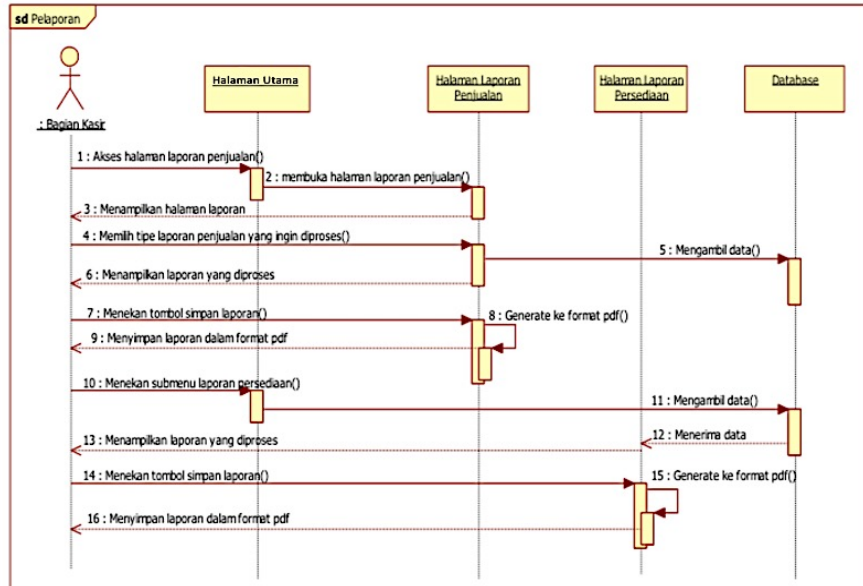 sd Pelaporan
: Bagian Kasir
Halaman Utama
Halaman Laporan
Penjualan
Halaman Laporan
Persediaan
Database
1 : Akses halaman laporan penjualan()
2 : membuka halaman laporan penjualan()
3 : Menampilkan halaman laporan
4 : Memilih tipe laporan penjualan yang ingin diproses()
5 : Mengambil data()
6 : Menampilkan laporan yang diproses
7 : Menekan tombol simpan laporan()
8 : Generate ke format pdf()
9 : Menyimpan laporan dalam format pdf
10 : Menekan submenu laporan persediaan()
11 : Mengambil data()
12 : Menerima data
13 : Menampilkan laporan yang diproses
14 : Menekan tombol simpan laporan()
15 : Generate ke format pdf()
16 : Menyimpan laporan dalam format pdf